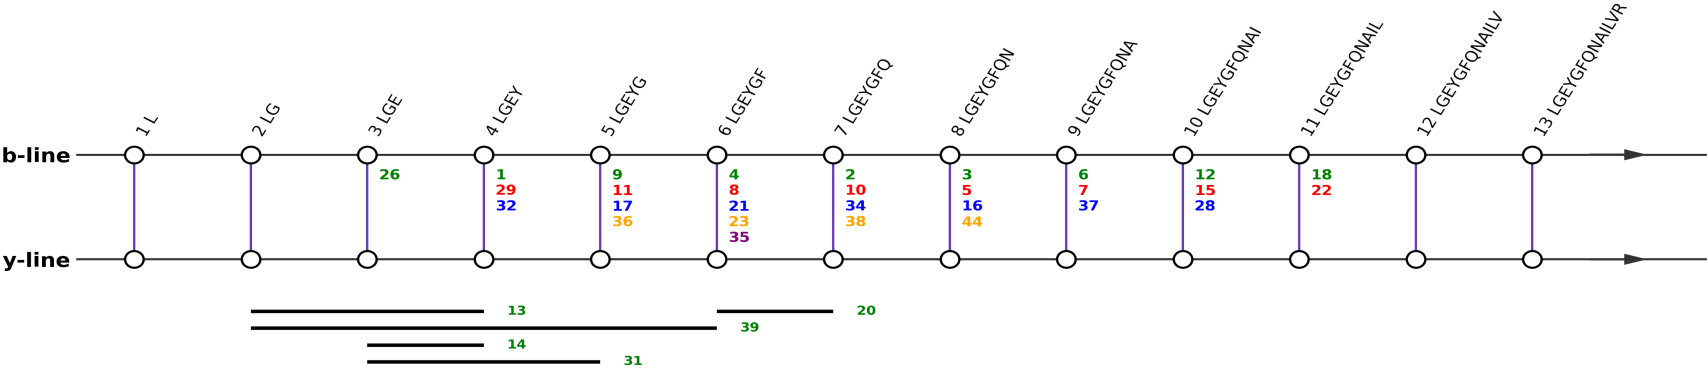 1 L
2 LG
3 LGE
4 LGEY
5 LGEYG
6 LGEYGF
7 LGEYGFQ
8 LGEYGFQN
9 LGEYGFQNA
10 LGEYGFQNAI
11 LGEYGFQNAIL
12 LGEYGFQNAILV
13 LGEYGFQNAILVR
b-line
26 1 9 4 2 3 6 12 18
29 11 8 10 5 7 15 22
32 17 21 34 16 37 28
36 23 38 44
35
y-line
13 20
39
14
31